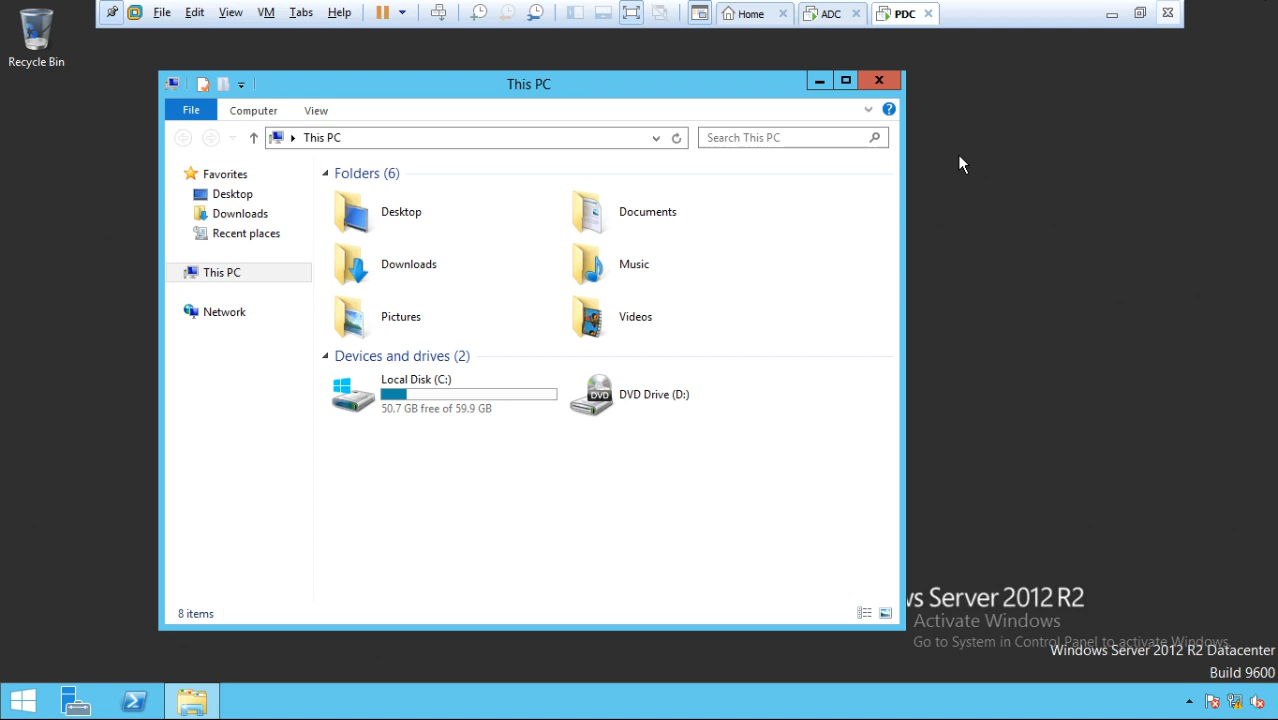 File Edit View VM Tabs Help Home ADC PDC
Recycle Bin
This PC
File Computer View
This PC Search This PC
Favorites
Desktop
Downloads
Recent places
This PC
Network
Folders (6)
Desktop Documents
Downloads Music
Pictures Videos
Devices and drives (2)
Local Disk (C:)
50.7 GB free of 59.9 GB
DVD Drive (D:)
DVD
8 items
vs Server 2012 R2
Activate Windows
Go to System in Control Panel to activate Windows.
Windows Server 2012 R2 Datacenter
Build 9600